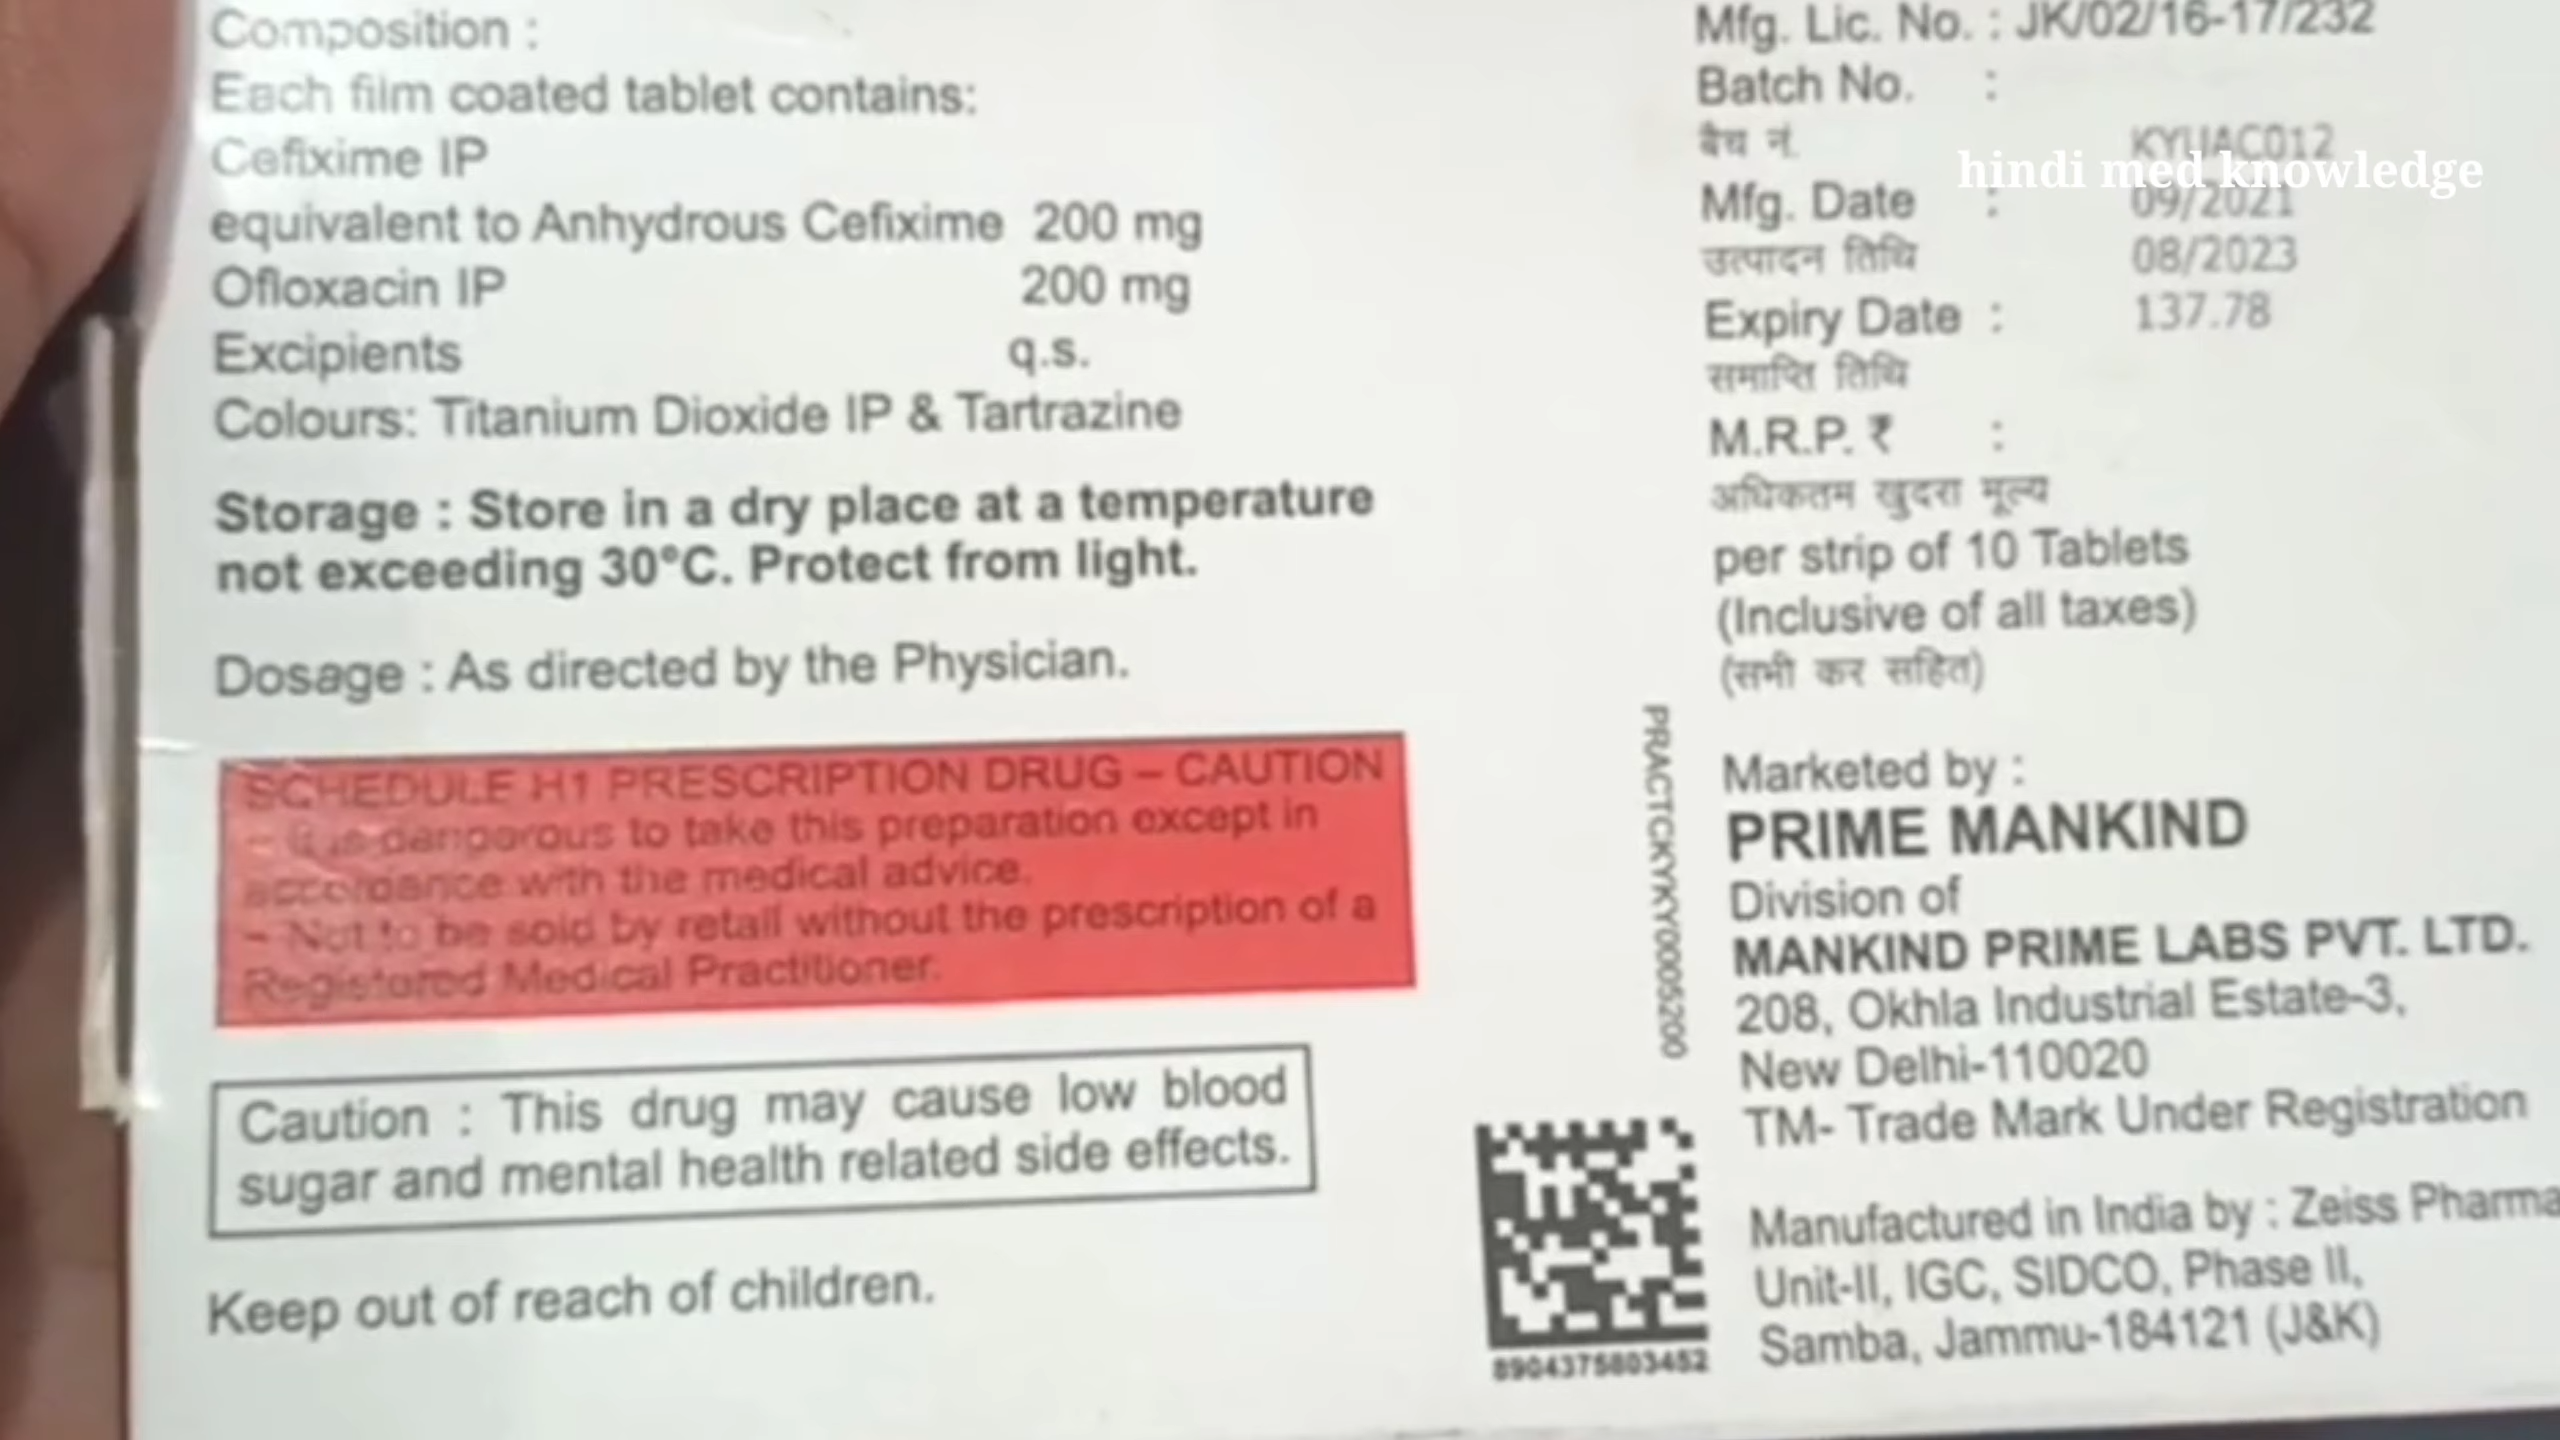 Composition :
Each film coated tablet contains:
Cefixime IP
equivalent to Anhydrous Cefixime 200 mg
Ofloxacin IP 200 mg
Excipients q.s.
Colours: Titanium Dioxide IP & Tartrazine
Storage : Store in a dry place at a temperature
not exceeding 30°C. Protect from light.
Dosage : As directed by the Physician.
SCHEDULE H1 PRESCRIPTION DRUG – CAUTION
– It is dangerous to take this preparation except in
accordance with the medical advice.
– Not to be sold by retail without the prescription of a
Registered Medical Practitioner.
Caution : This drug may cause low blood
sugar and mental health related side effects.
Keep out of reach of children.
Mfg. Lic. No. : JK/02/16-17/232
Batch No. :
बैच नं. KYUAC012
hindi med knowledge
Mfg. Date : 09/2021
उत्पादन तिथि 08/2023
Expiry Date : 137.78
समाप्ति तिथि
M.R.P. ₹ :
अधिकतम खुदरा मूल्य
per strip of 10 Tablets
(Inclusive of all taxes)
(सभी कर सहित)
PRACTCKYKY0005200
Marketed by :
PRIME MANKIND
Division of
MANKIND PRIME LABS PVT. LTD.
208, Okhla Industrial Estate-3,
New Delhi-110020
TM- Trade Mark Under Registration
Manufactured in India by : Zeiss Pharma
Unit-II, IGC, SIDCO, Phase II,
Samba, Jammu-184121 (J&K)
8904375803452